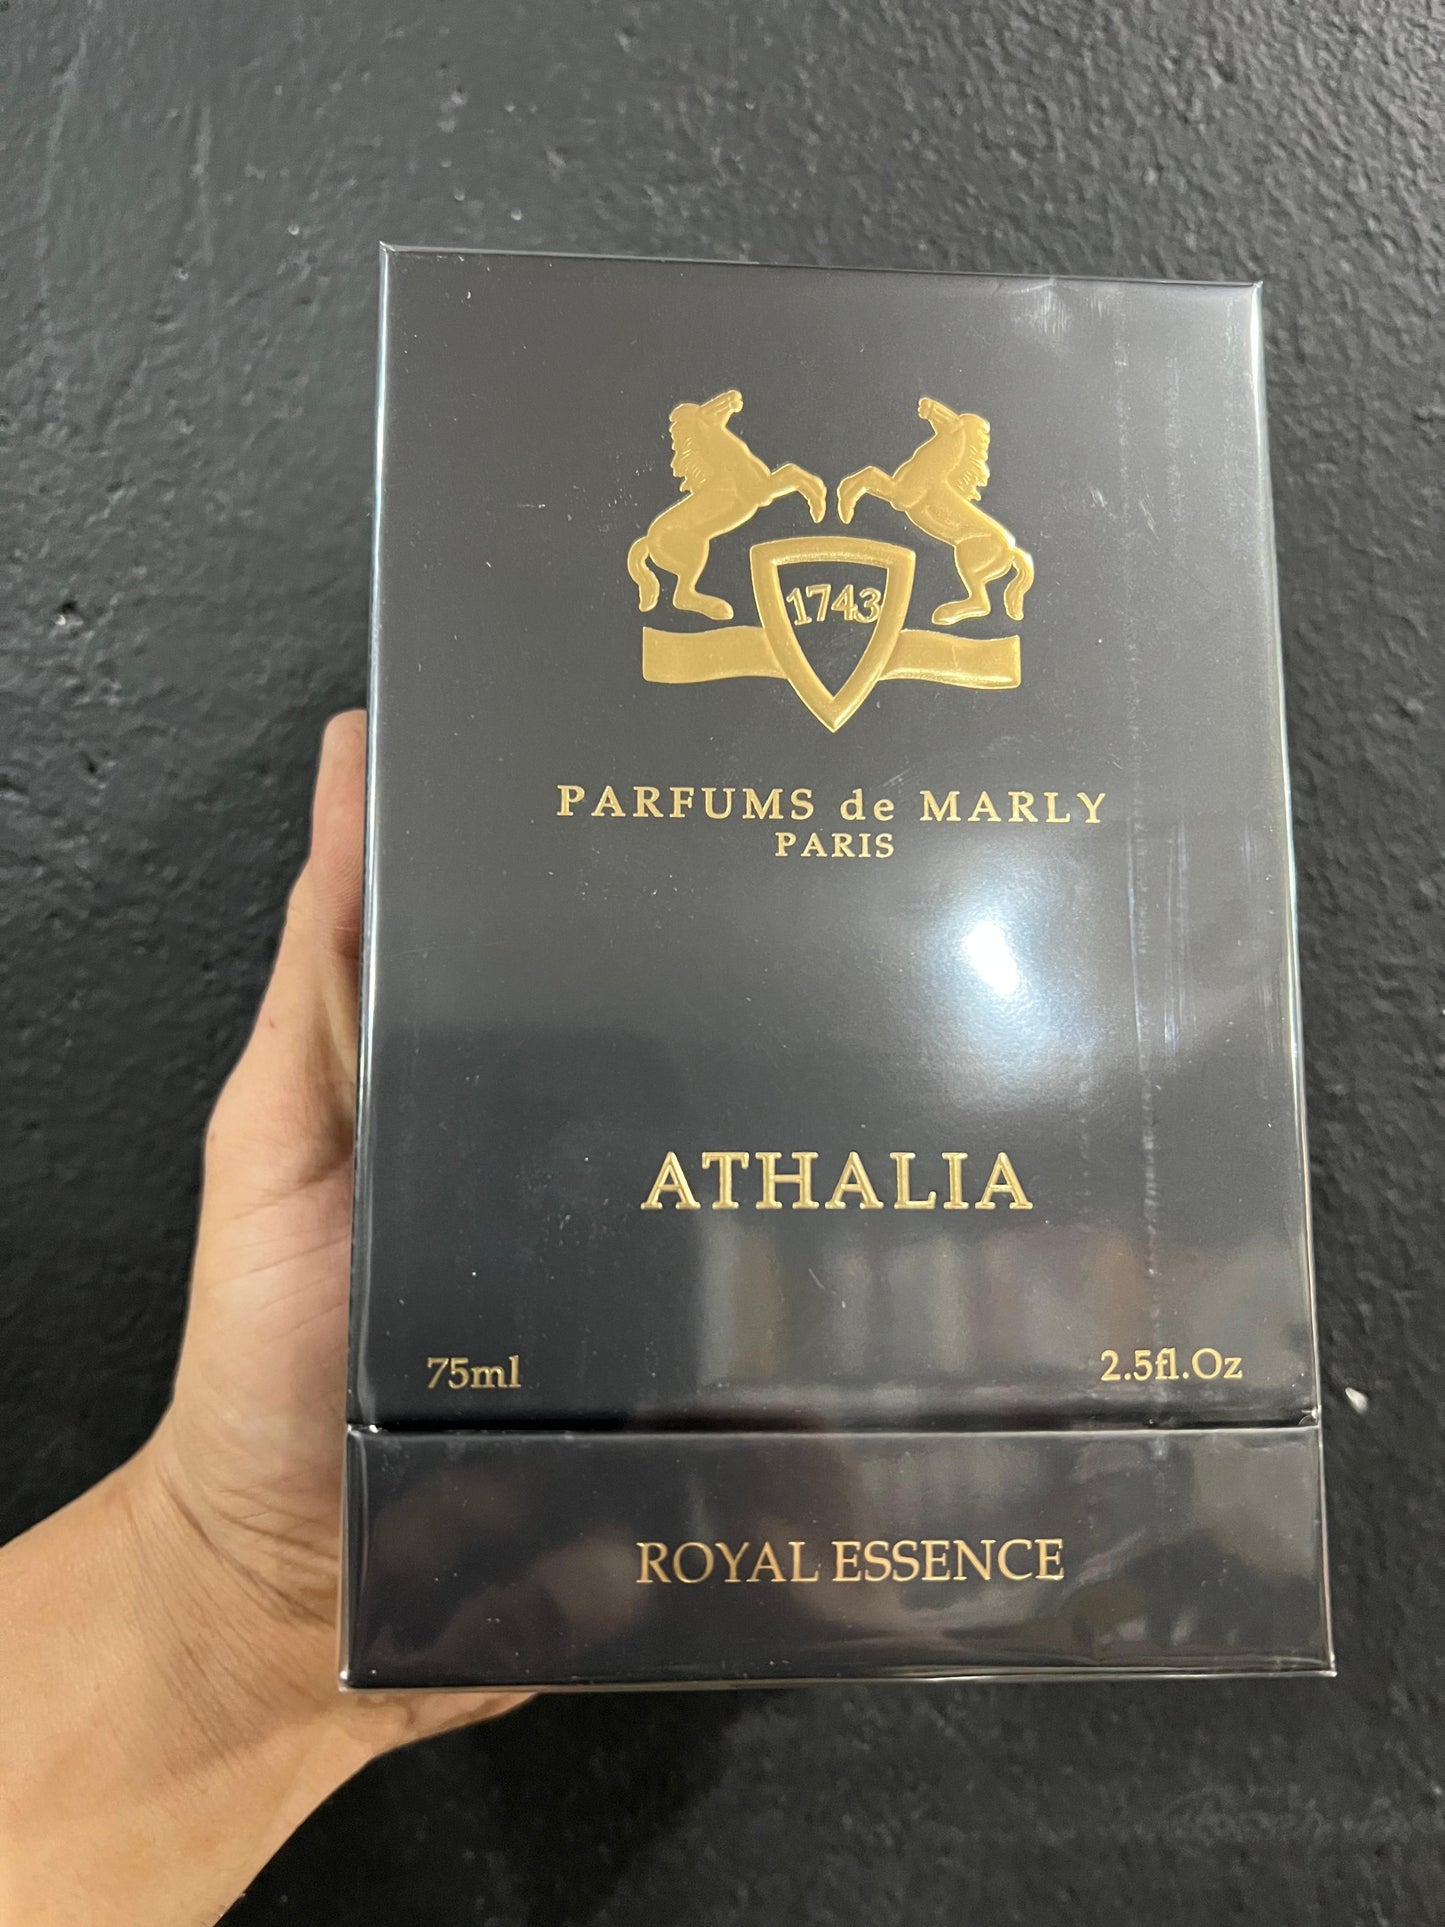 1743
PARFUMS de MARLY
PARIS
ATHALIA
75ml 2.5fl.Oz
ROYAL ESSENCE